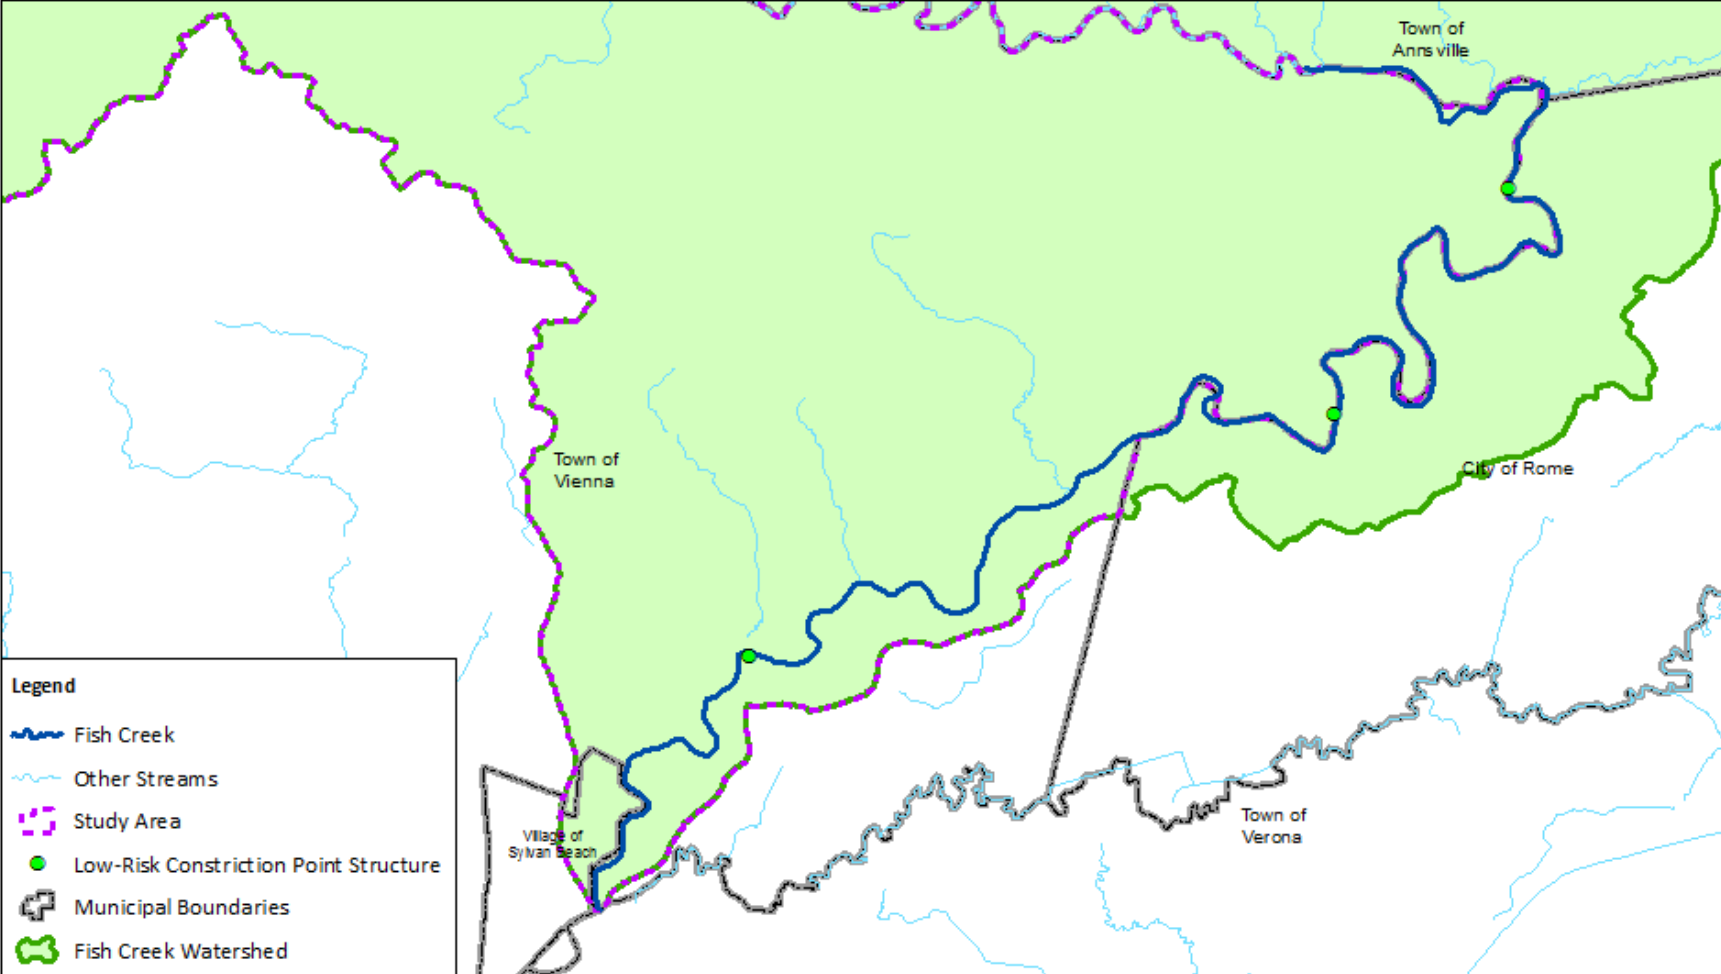 Town of
Annsville
Town of
Vienna
City of Rome
Town of
Verona
Village of
Sylvan Beach
Legend
Fish Creek
Other Streams
Study Area
Low-Risk Constriction Point Structure
Municipal Boundaries
Fish Creek Watershed